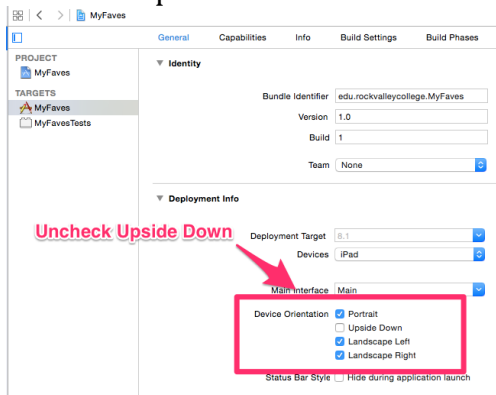 MyFaves
General Capabilities Info Build Settings Build Phases
PROJECT
MyFaves
TARGETS
MyFaves
MyFavesTests
Identity
Bundle Identifier edu.rockvalleycollege.MyFaves
Version 1.0
Build 1
Team None
Deployment Info
Uncheck Upside Down
Deployment Target 8.1
Devices iPad
Main Interface Main
Device Orientation Portrait
Upside Down
Landscape Left
Landscape Right
Status Bar Style Hide during application launch